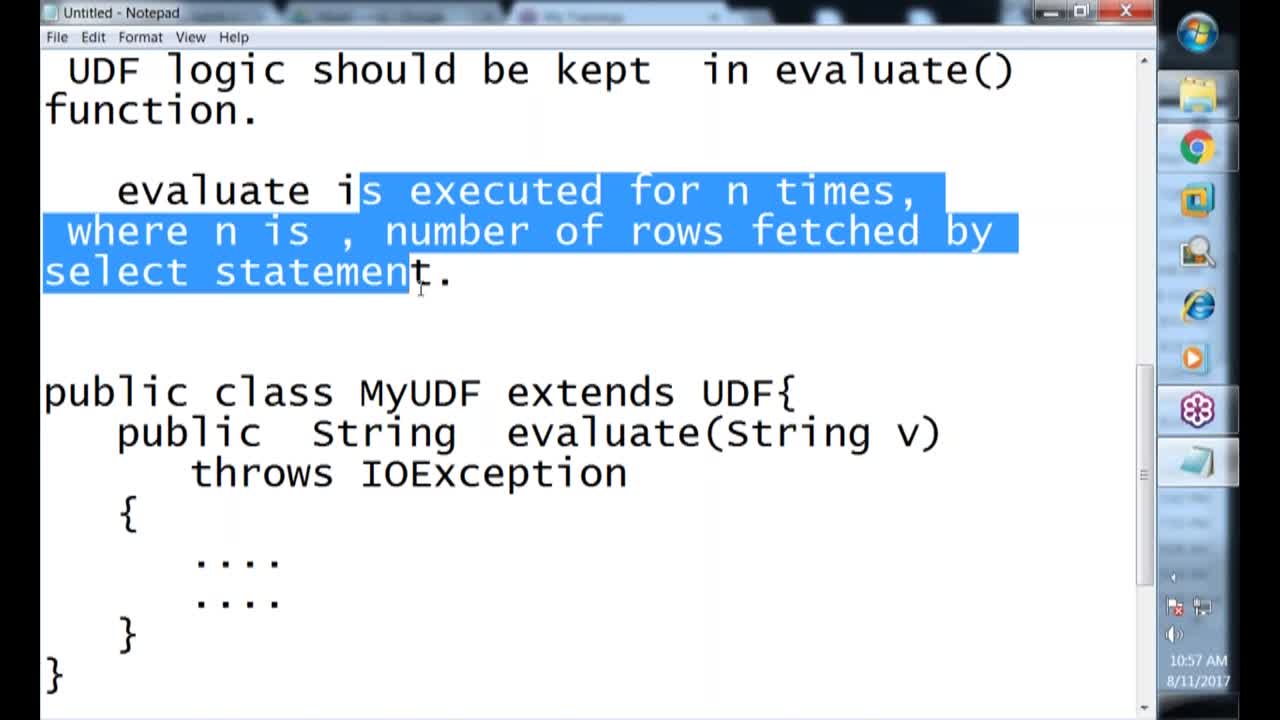 Untitled - Notepad
File Edit Format View Help
UDF logic should be kept in evaluate()
function.
evaluate is executed for n times,
where n is , number of rows fetched by
select statement.
public class MyUDF extends UDF{
public String evaluate(String v)
throws IOException
{
....
....
}
}
10:57 AM
8/11/2017